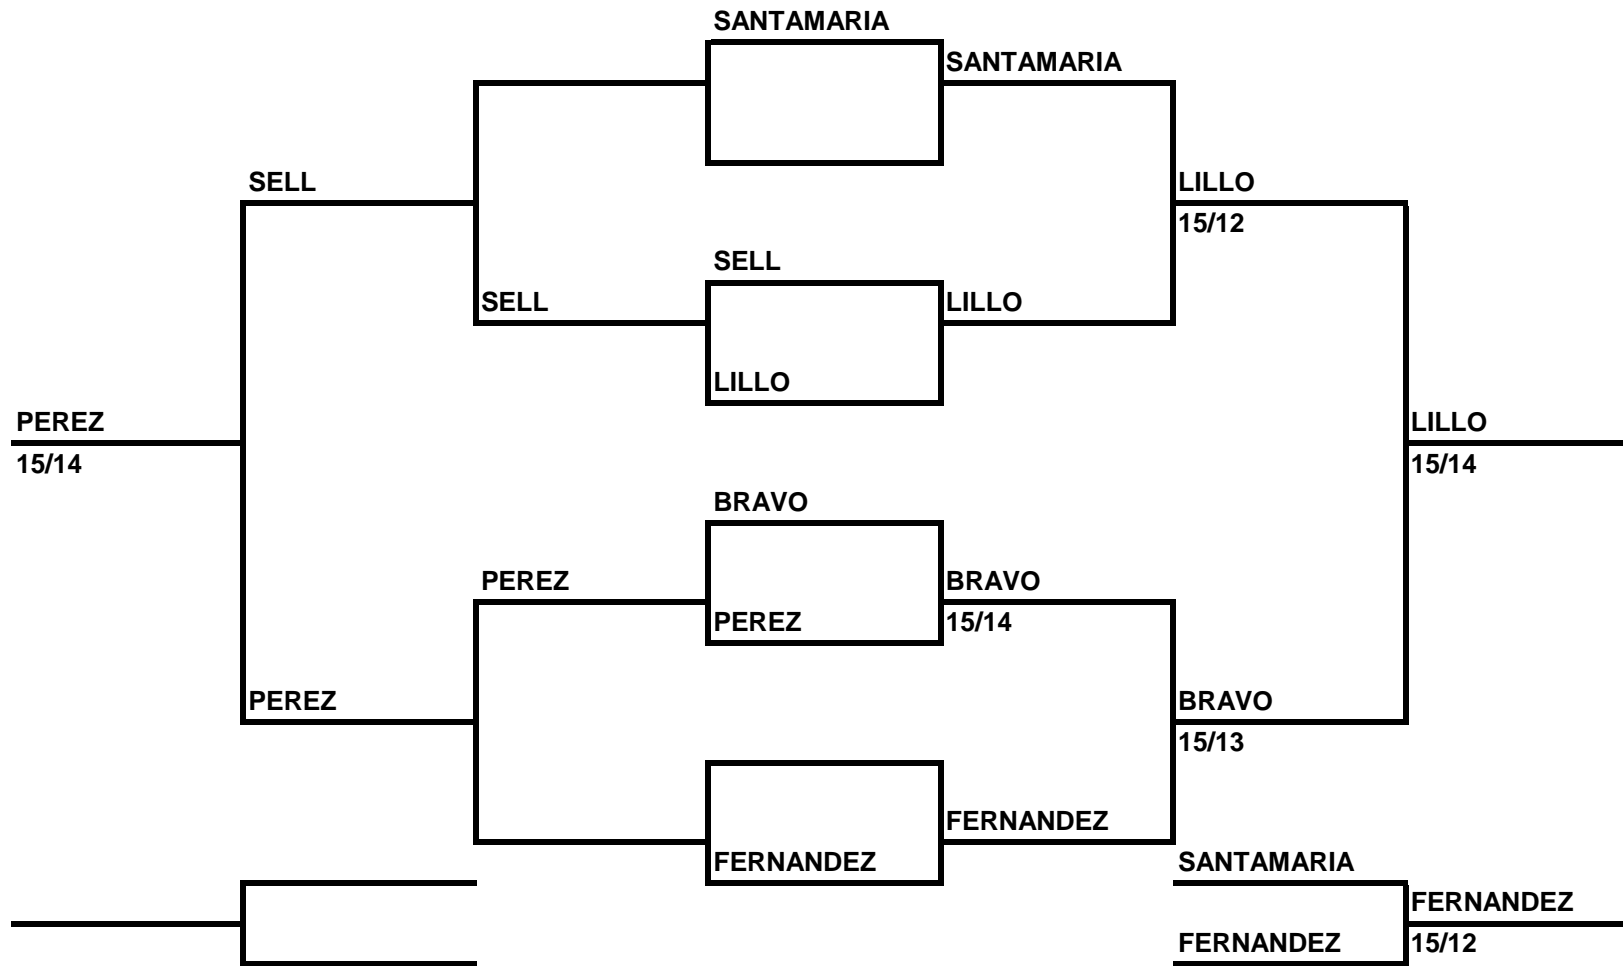 SANTAMARIA
SANTAMARIA
SELL
LILLO
15/12
SELL
SELL
LILLO
LILLO
PEREZ
LILLO
15/14
15/14
BRAVO
PEREZ
BRAVO
PEREZ
15/14
PEREZ
BRAVO
15/13
FERNANDEZ
FERNANDEZ
SANTAMARIA
FERNANDEZ
FERNANDEZ
15/12